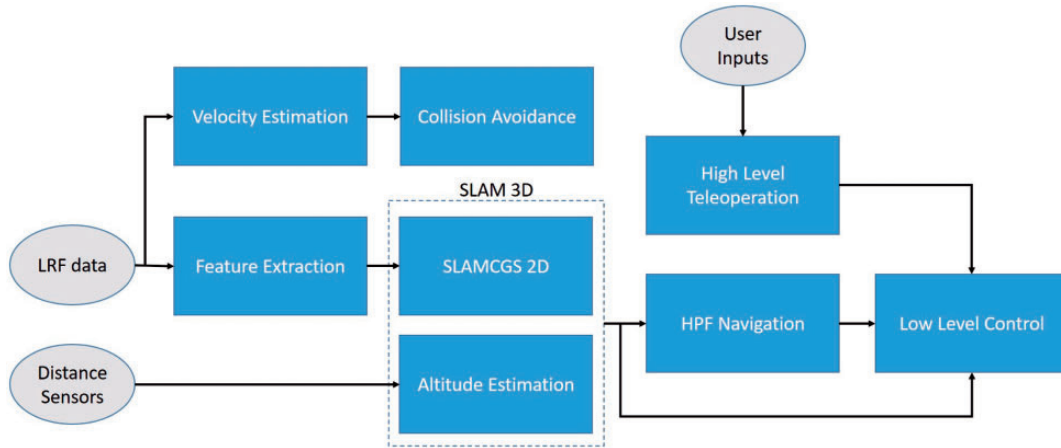 User
Inputs
Velocity Estimation
Collision Avoidance
High Level
Teleoperation
SLAM 3D
LRF data
Feature Extraction
SLAMCGS 2D
HPF Navigation
Low Level Control
Distance
Sensors
Altitude Estimation